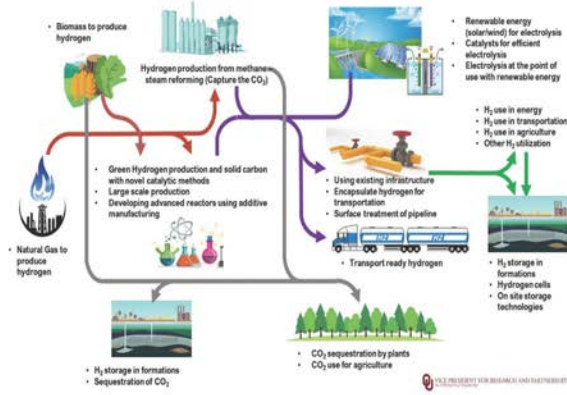 • Biomass to produce
hydrogen
Hydrogen production from methane
steam reforming (Capture the CO₂)
• Renewable energy
(solar/wind) for electrolysis
• Catalysts for efficient
electrolysis
• Electrolysis at the point of
use with renewable energy
• H₂ use in energy
• H₂ use in transportation
• H₂ use in agriculture
• Other H₂ utilization
• Green Hydrogen production and solid carbon
with novel catalytic methods
• Large scale production
• Developing advanced reactors using additive
manufacturing
• Using existing infrastructure
• Encapsulate hydrogen for
transportation
• Surface treatment of pipeline
• Natural Gas to
produce
hydrogen
• Transport ready hydrogen
• H₂ storage in
formations
• Hydrogen cells
• On site storage
technologies
• H₂ storage in formations
• Sequestration of CO₂
• CO₂ sequestration by plants
• CO₂ use for agriculture
VICE PRESIDENT FOR RESEARCH AND PARTNERSHIPS